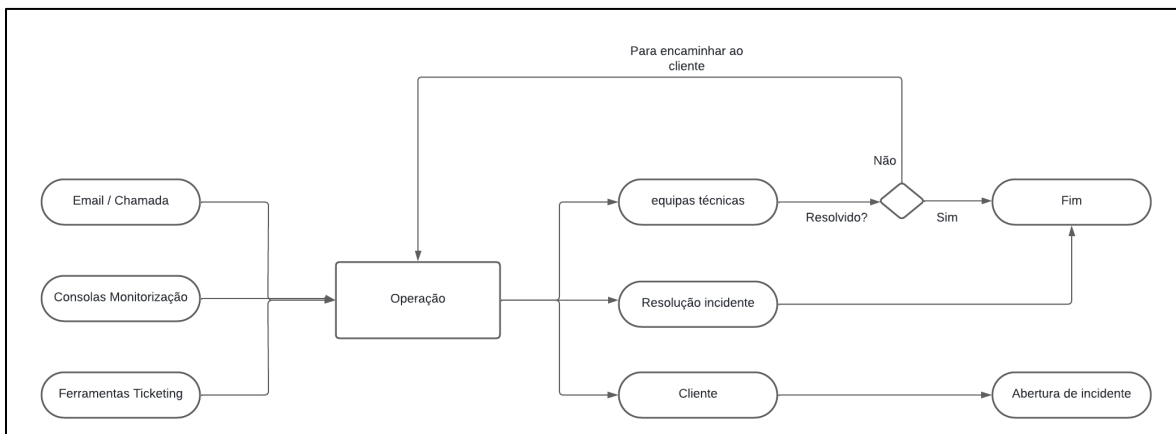 Para encaminhar ao
cliente
Não
Email / Chamada
equipas técnicas
Resolvido?
Sim
Fim
Consolas Monitorização
Operação
Resolução incidente
Ferramentas Ticketing
Cliente
Abertura de incidente